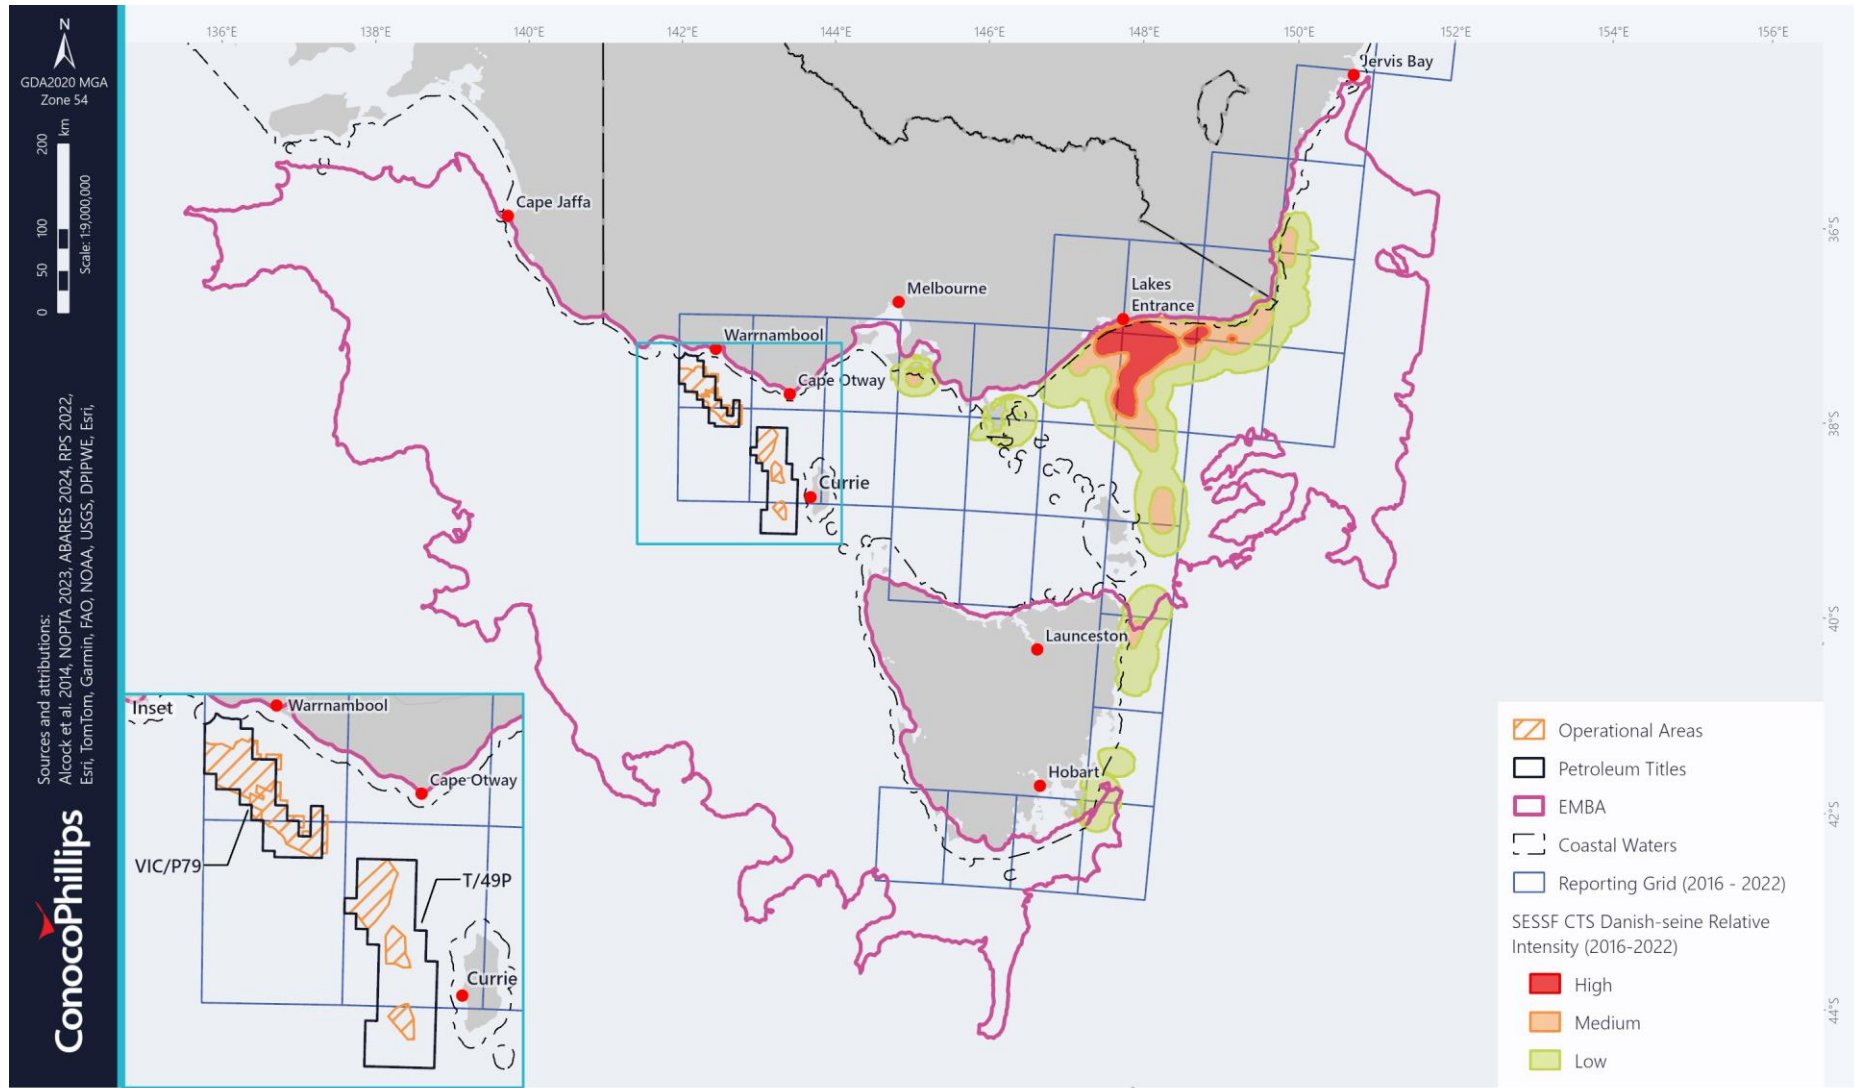 N
GDA2020 MGA
Zone 54
0 50 100 200
km
Scale: 1:9,000,000
Sources and attributions:
Alcock et al. 2014, NOPTA 2023, ABARES 2024, RPS 2022,
Esri, TomTom, Garmin, FAO, NOAA, USGS, DPIPWE, Esri,
ConocoPhillips
136°E 138°E 140°E 142°E 144°E 146°E 148°E 150°E 152°E 154°E 156°E
36°S
38°S
40°S
42°S
44°S
Jervis Bay
Cape Jaffa
Melbourne
Lakes
Entrance
Warrnambool
Cape Otway
Currie
Launceston
Hobart
Inset
Warrnambool
Cape Otway
VIC/P79
T/49P
Currie
Operational Areas
Petroleum Titles
EMBA
Coastal Waters
Reporting Grid (2016 - 2022)
SESSF CTS Danish-seine Relative
Intensity (2016-2022)
High
Medium
Low